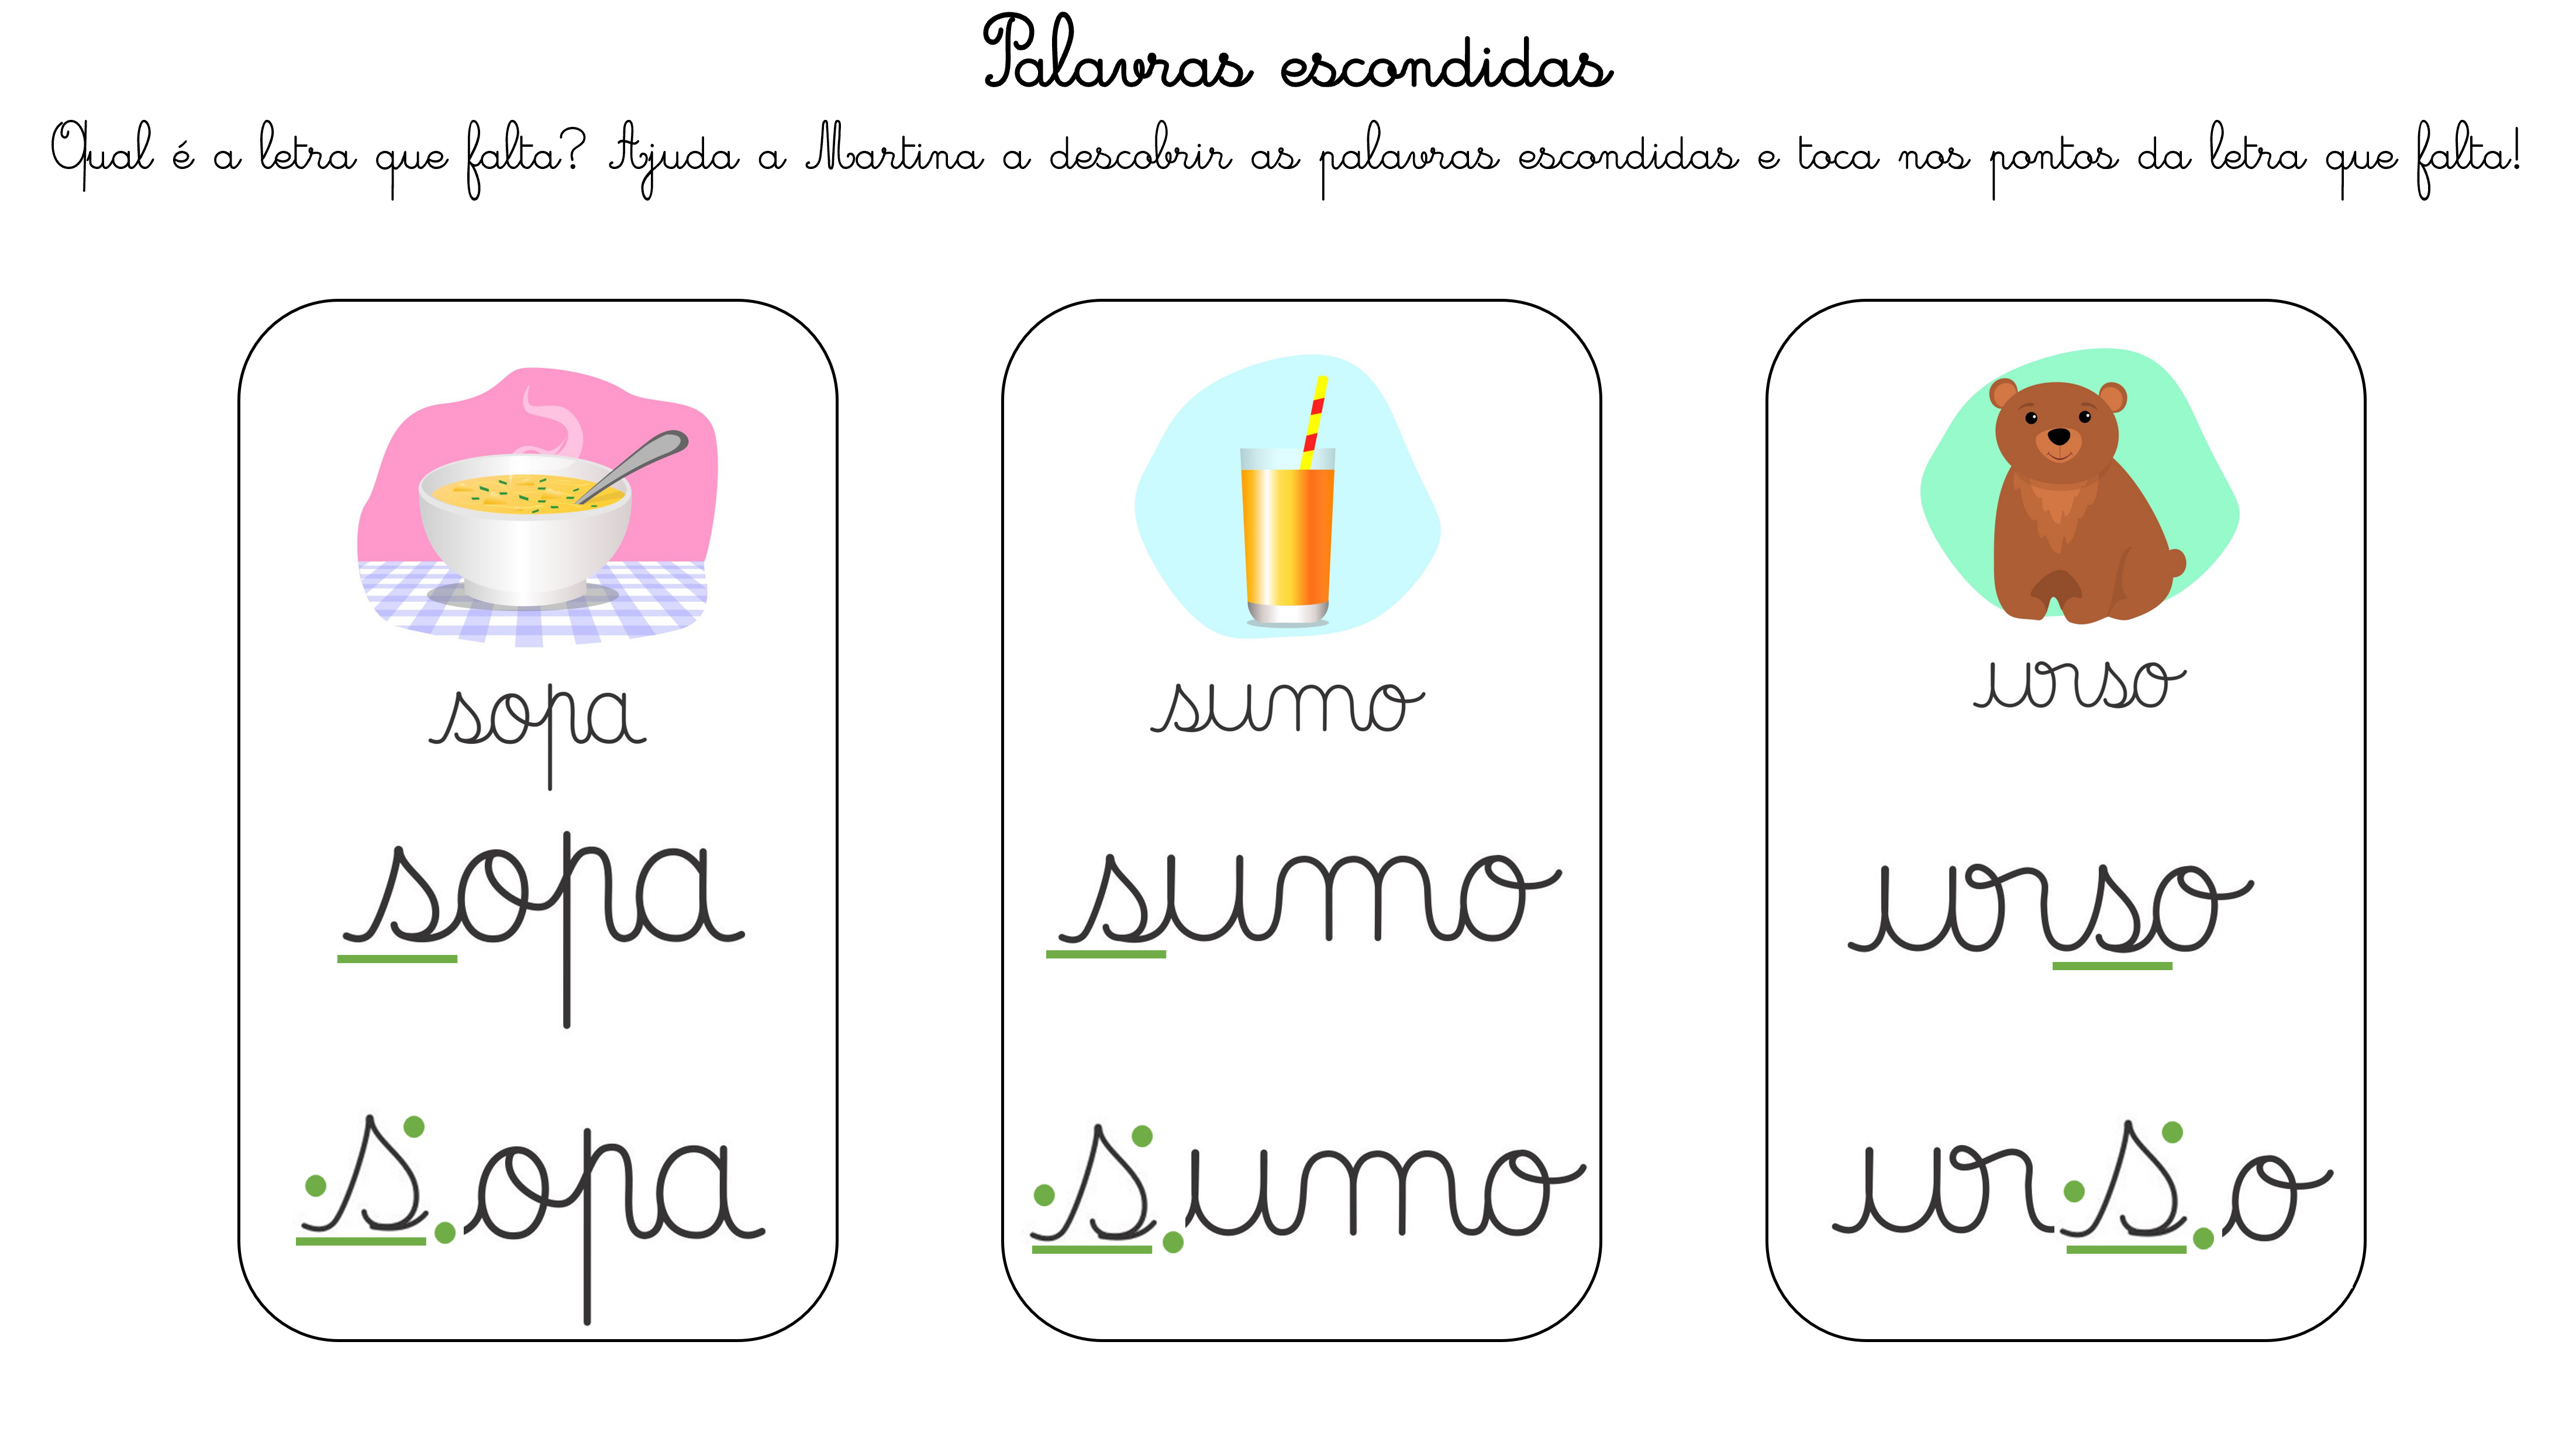 Palavras escondidas
Qual é a letra que falta? Ajuda a Martina a descobrir as palavras escondidas e toca nos pontos da letra que falta!
sopa
sopa
sopa
sumo
sumo
sumo
urso
urso
urso